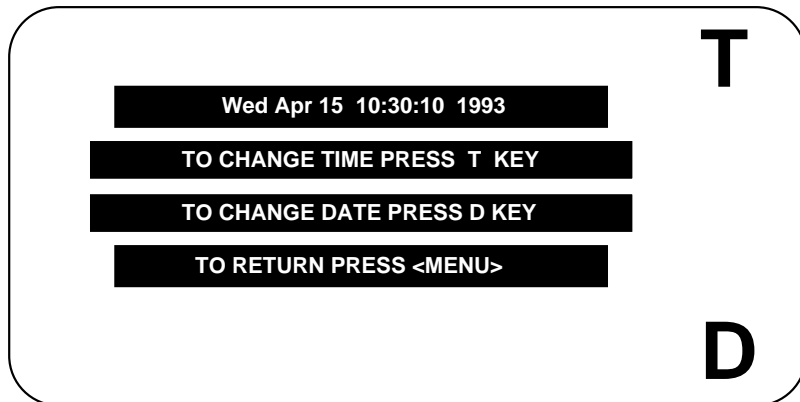 T
Wed Apr 15  10:30:10  1993
TO CHANGE TIME PRESS  T  KEY
TO CHANGE DATE PRESS D KEY
TO RETURN PRESS <MENU>
D